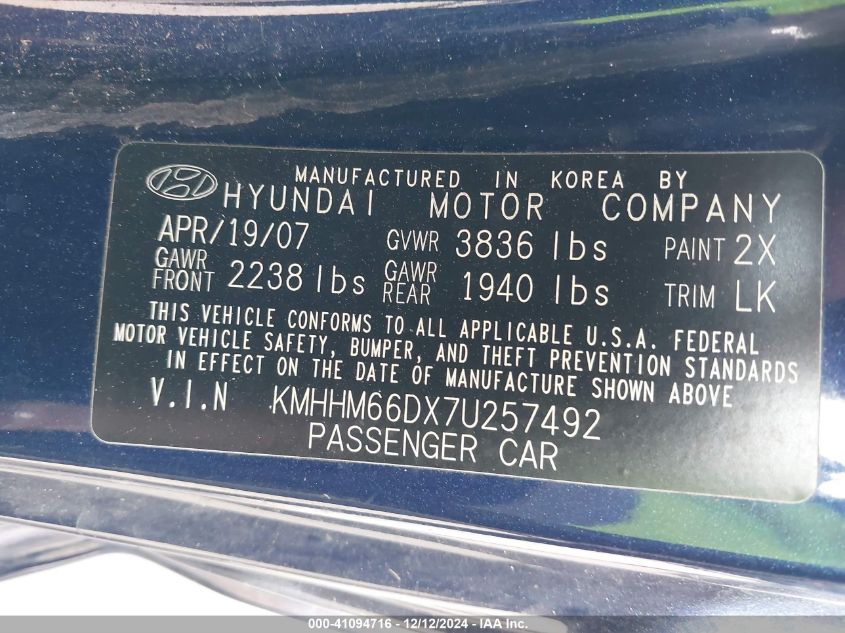 MANUFACTURED IN KOREA BY
HYUNDAI MOTOR COMPANY
APR/19/07 GVWR 3836 lbs PAINT 2X
GAWR FRONT 2238 lbs GAWR REAR 1940 lbs TRIM LK
THIS VEHICLE CONFORMS TO ALL APPLICABLE U.S.A. FEDERAL
MOTOR VEHICLE SAFETY, BUMPER, AND THEFT PREVENTION STANDARDS
IN EFFECT ON THE DATE OF MANUFACTURE SHOWN ABOVE
V.I.N KMHHM66DX7U257492
PASSENGER CAR
000-41094716 - 12/12/2024 - © IAA, Inc.